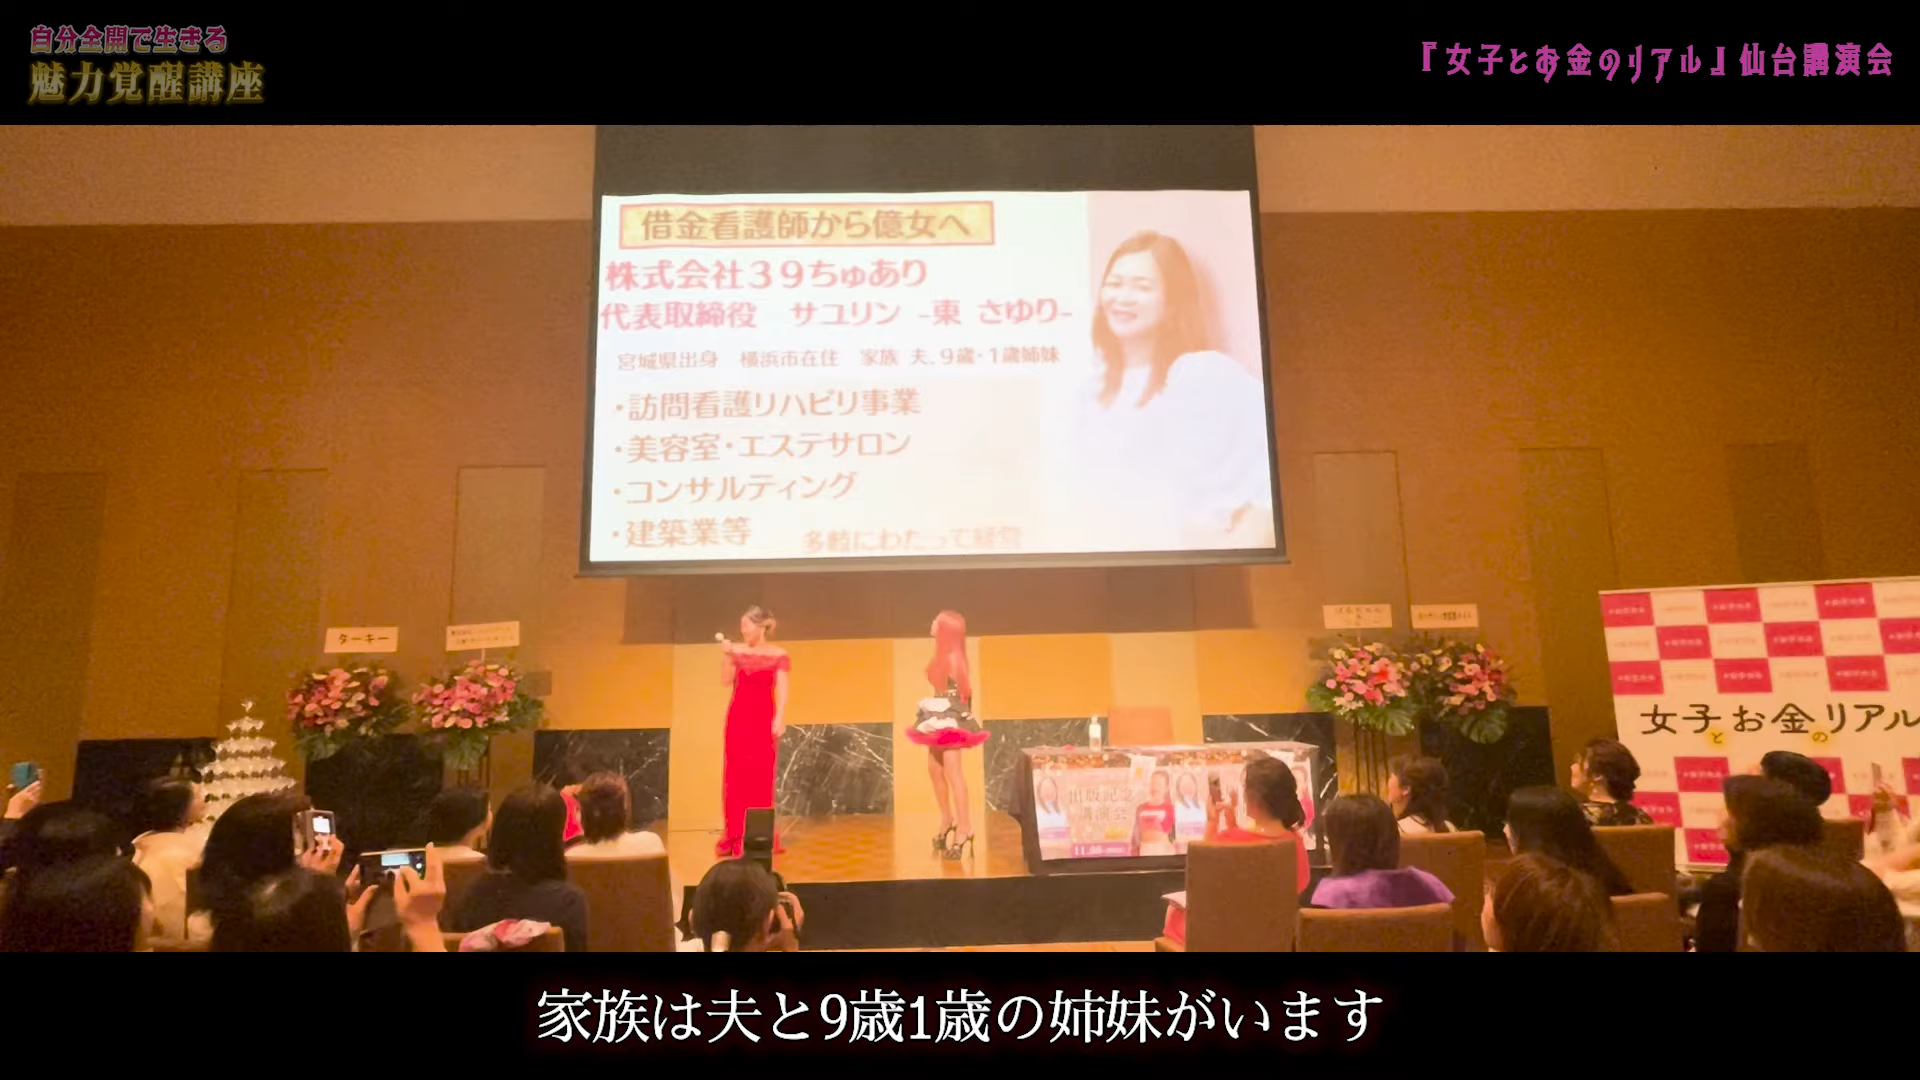 自分全開で生きる
魅力覚醒講座
『女子とお金のリアル』仙台講演会
借金看護師から億女へ
株式会社39ちゅあり
代表取締役 サユリン -東 さゆり-
宮城県出身 横浜市在住 家族 夫、9歳・1歳姉妹
・訪問看護リハビリ事業
・美容室・エステサロン
・コンサルティング
・建築業等 多岐にわたって経営
ターキー
女子とお金のリアル
出版記念
講演会
家族は夫と9歳1歳の姉妹がいます